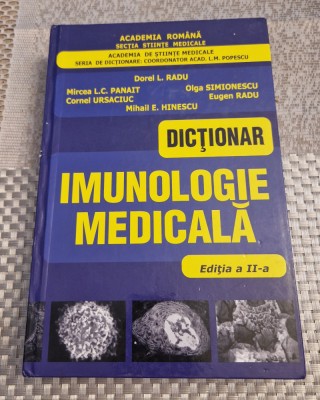 ACADEMIA ROMÂNĂ
SECȚIA ȘTIINȚE MEDICALE
ACADEMIA DE ȘTIINȚE MEDICALE
SERIA DE DICȚIONARE: COORDONATOR ACAD. L.M. POPESCU
Dorel L. RADU
Mircea L.C. PANAIT Olga SIMIONESCU
Cornel URSACIUC Eugen RADU
Mihail E. HINESCU
DICȚIONAR
IMUNOLOGIE
MEDICALĂ
Ediția a II-a